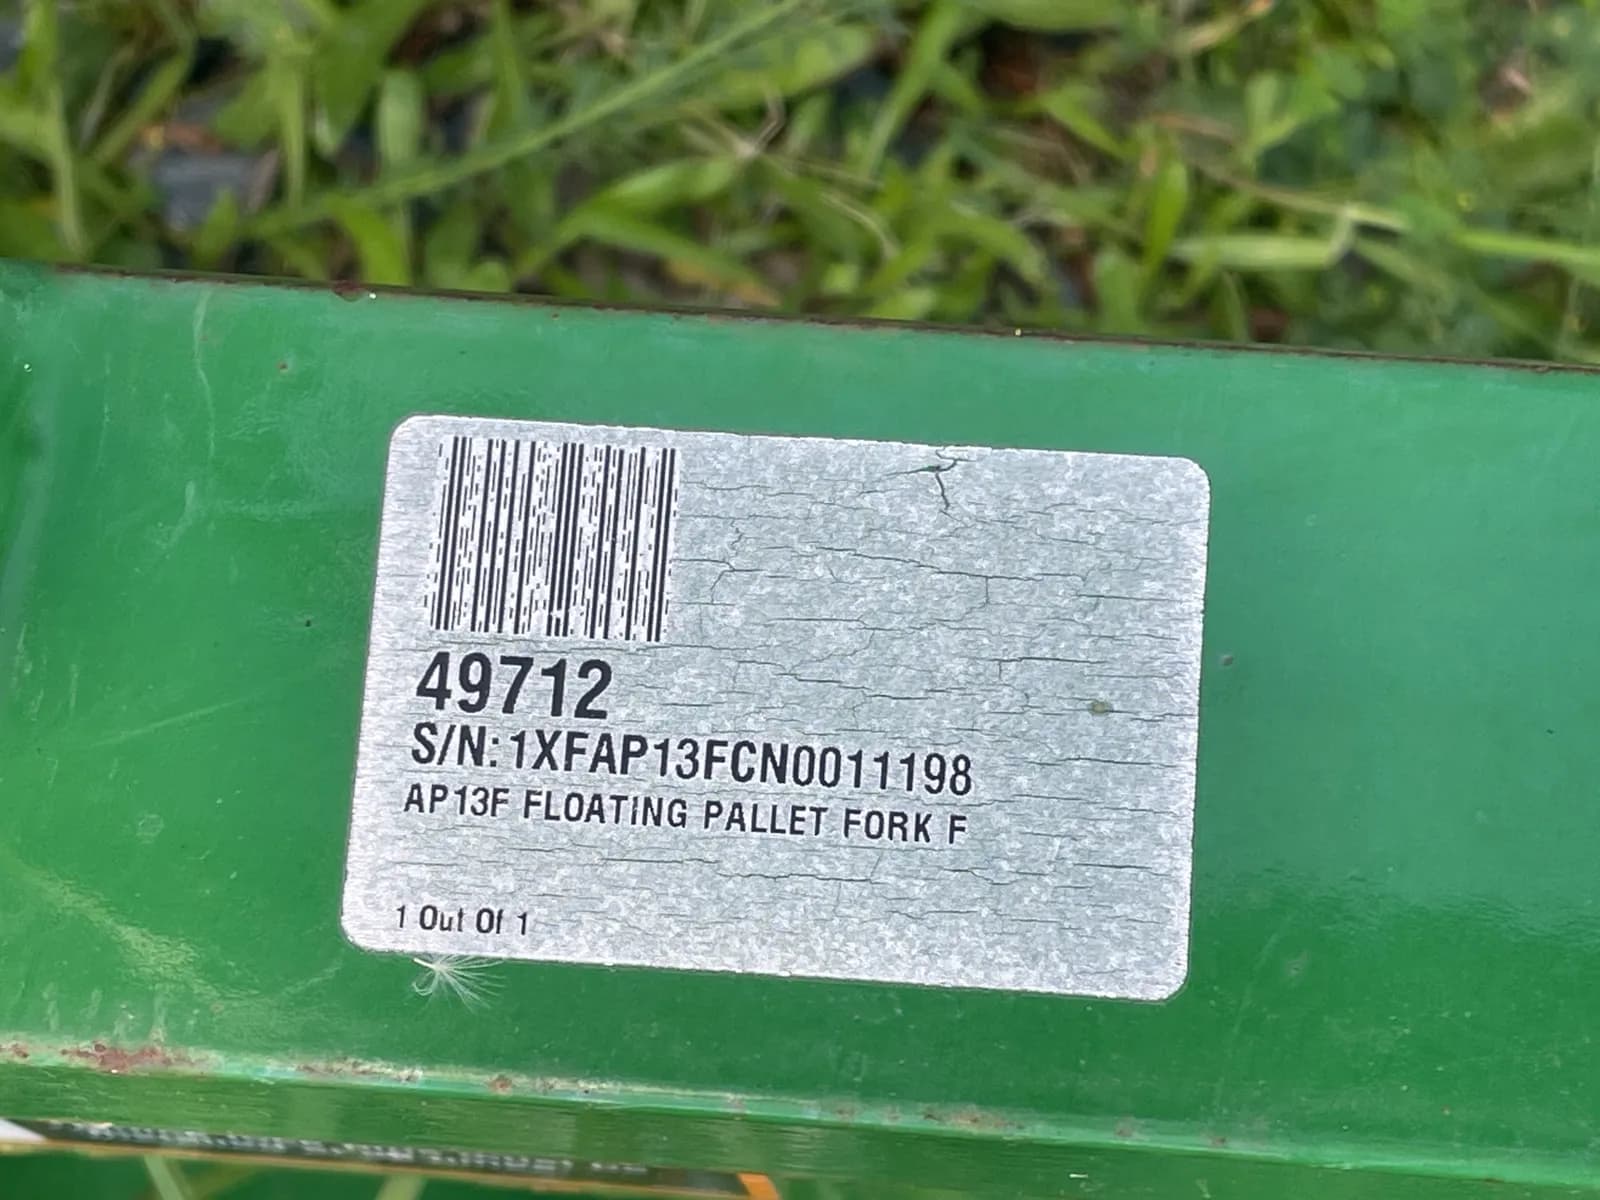 49712
S/N: 1XFAP13FCN0011198
AP13F FLOATING PALLET FORK F
1 Out Of 1